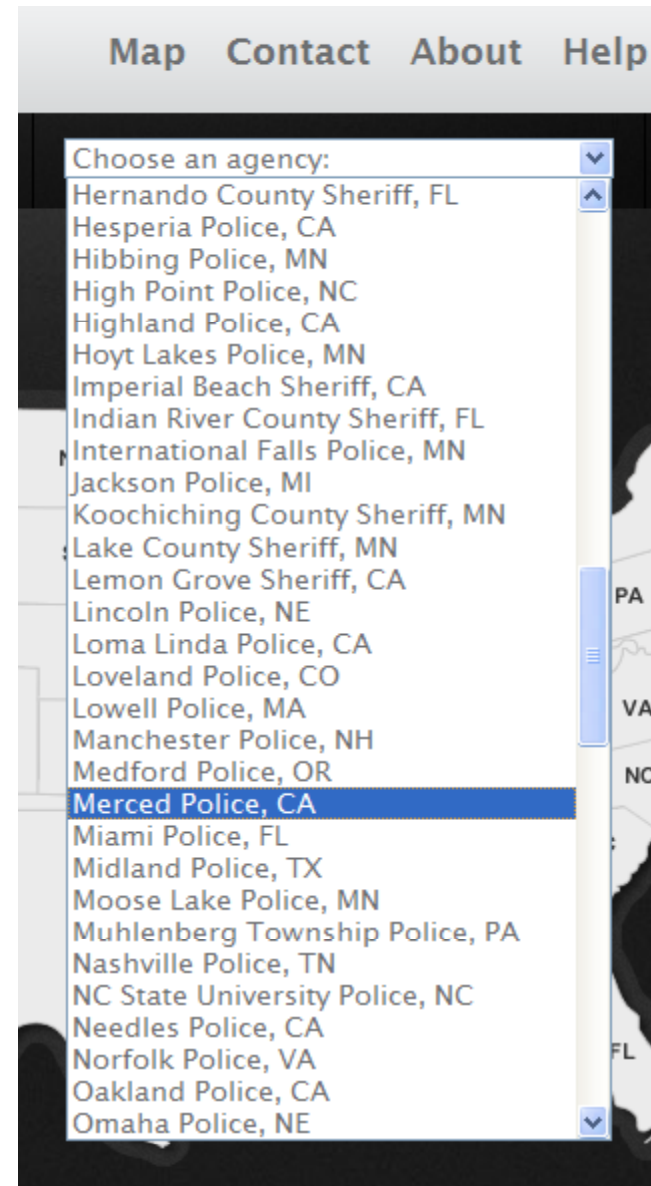 Map Contact About Help
Choose an agency:
Hernando County Sheriff, FL
Hesperia Police, CA
Hibbing Police, MN
High Point Police, NC
Highland Police, CA
Hoyt Lakes Police, MN
Imperial Beach Sheriff, CA
Indian River County Sheriff, FL
International Falls Police, MN
Jackson Police, MI
Koochiching County Sheriff, MN
Lake County Sheriff, MN
Lemon Grove Sheriff, CA
Lincoln Police, NE
Loma Linda Police, CA
Loveland Police, CO
Lowell Police, MA
Manchester Police, NH
Medford Police, OR
Merced Police, CA
Miami Police, FL
Midland Police, TX
Moose Lake Police, MN
Muhlenberg Township Police, PA
Nashville Police, TN
NC State University Police, NC
Needles Police, CA
Norfolk Police, VA
Oakland Police, CA
Omaha Police, NE
PA
VA
NC
FL